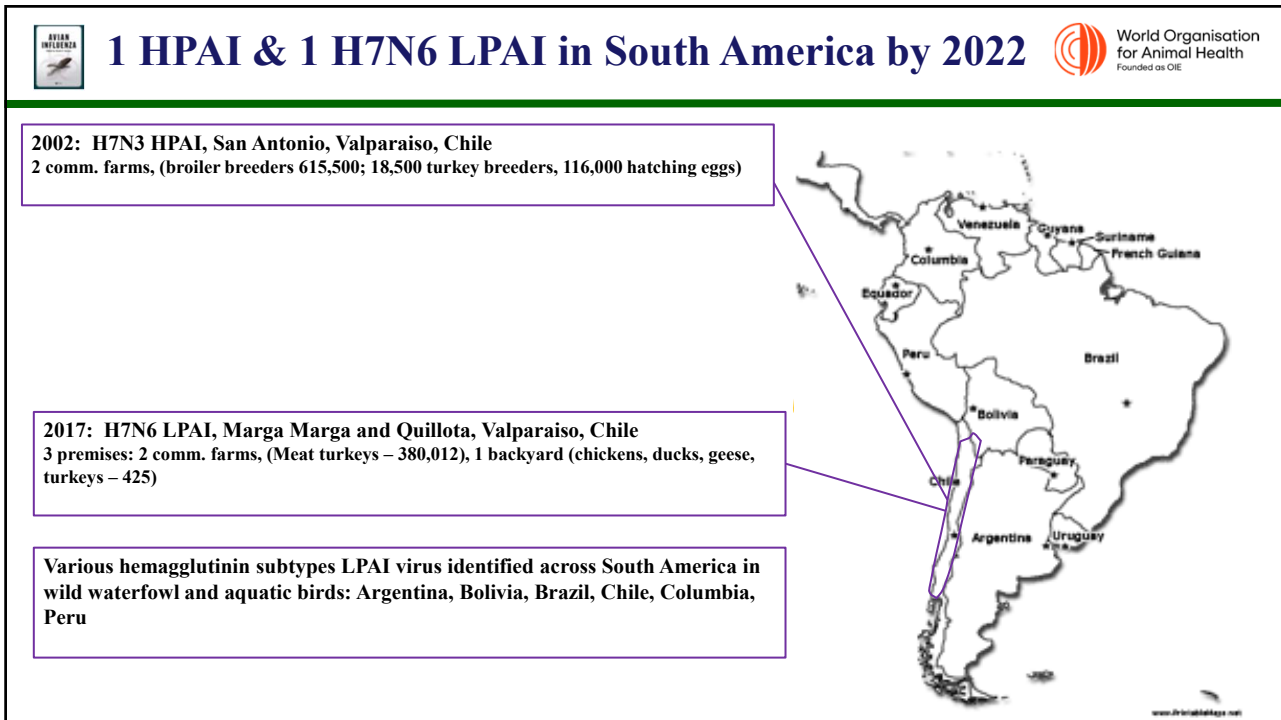 AVIAN
INFLUENZA
1 HPAI & 1 H7N6 LPAI in South America by 2022
World Organisation
for Animal Health
Founded as OIE
2002: H7N3 HPAI, San Antonio, Valparaiso, Chile
2 comm. farms, (broiler breeders 615,500; 18,500 turkey breeders, 116,000 hatching eggs)
2017: H7N6 LPAI, Marga Marga and Quillota, Valparaiso, Chile
3 premises: 2 comm. farms, (Meat turkeys – 380,012), 1 backyard (chickens, ducks, geese,
turkeys – 425)
Various hemagglutinin subtypes LPAI virus identified across South America in
wild waterfowl and aquatic birds: Argentina, Bolivia, Brazil, Chile, Columbia,
Peru
Venezuela
Guyana
Suriname
French Guiana
Columbia
Equador
Peru
Brazil
Bolivia
Paraguay
Chile
Argentina
Uruguay
www.PrintableMaps.net